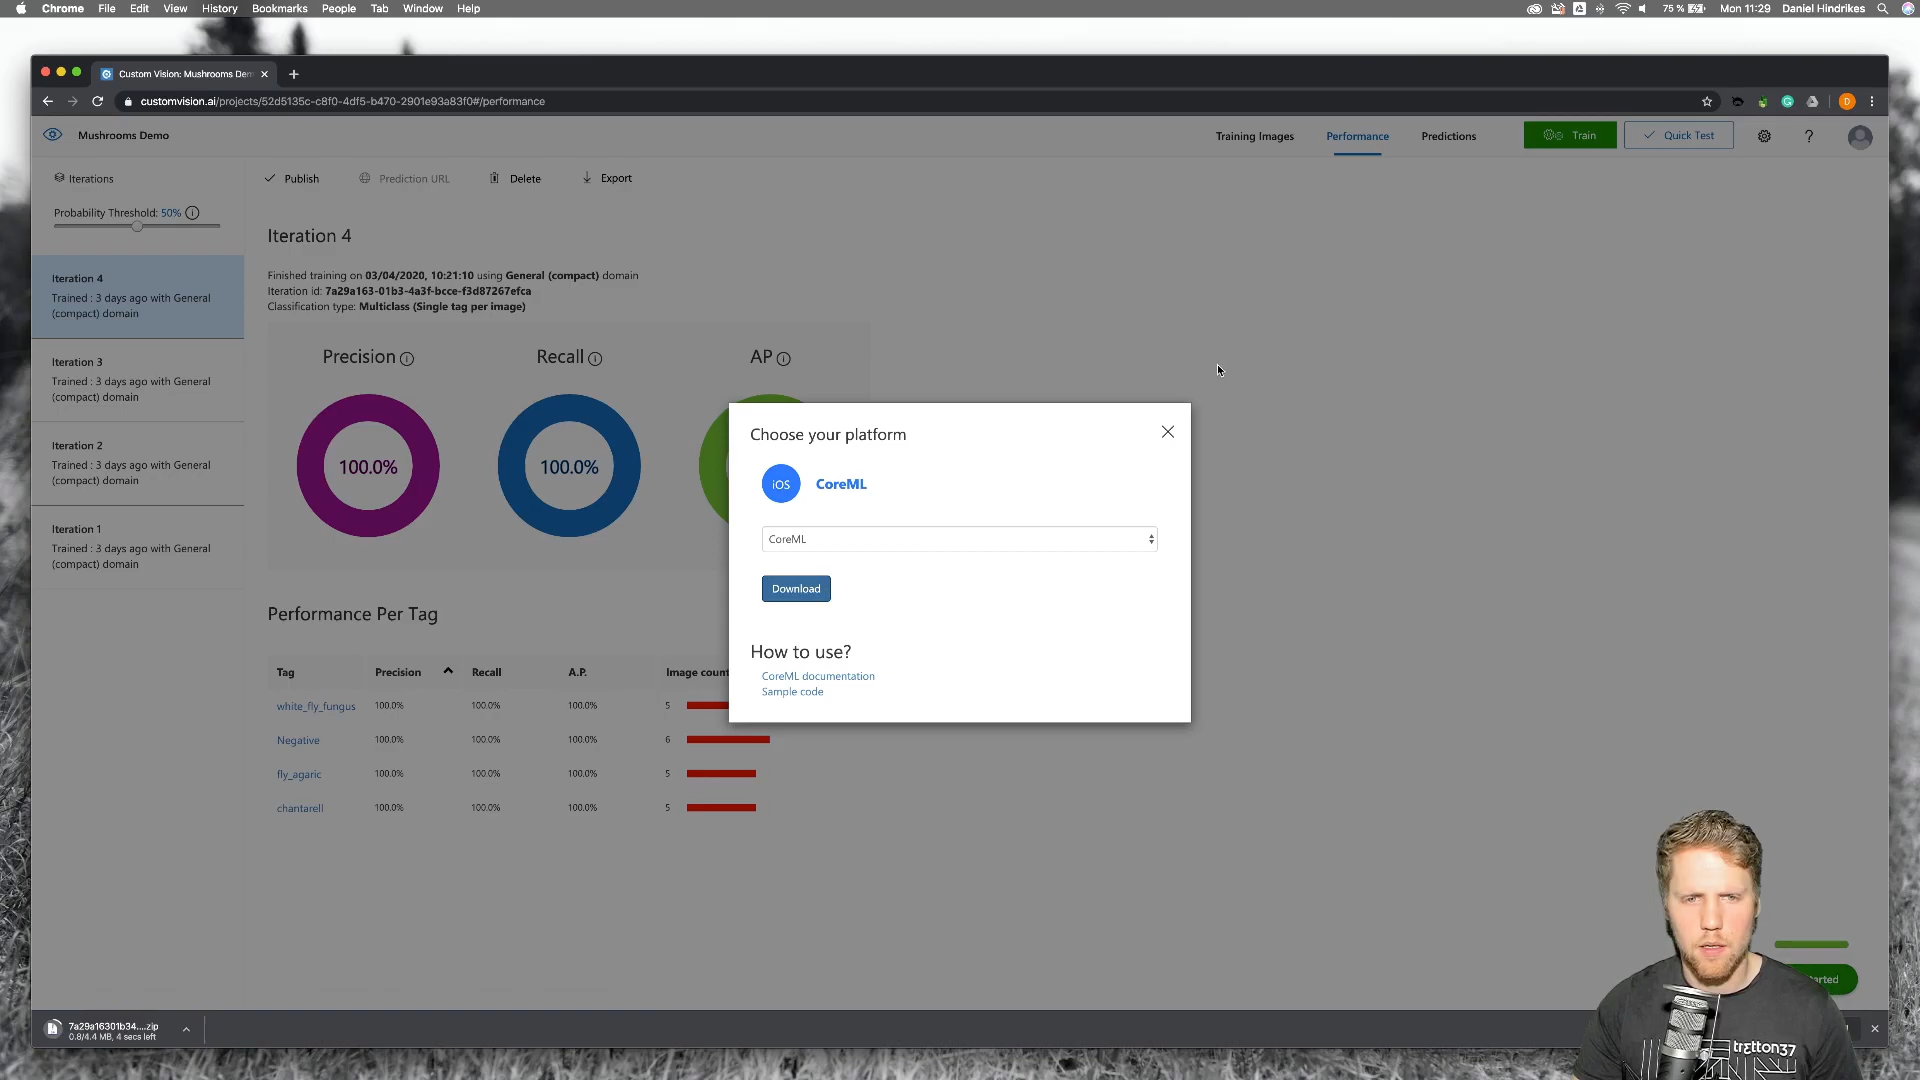 Chrome File Edit View History Bookmarks People Tab Window Help
75 % Mon 11:29 Daniel Hindrikes
Custom Vision: Mushrooms Dem
customvision.ai/projects/52d5135c-c8f0-4df5-b470-2901e93a83f0#/performance
D
Mushrooms Demo
Training Images Performance Predictions Train Quick Test
Iterations
Probability Threshold: 50%
Publish Prediction URL Delete Export
Iteration 4
Trained : 3 days ago with General
(compact) domain
Iteration 3
Trained : 3 days ago with General
(compact) domain
Iteration 2
Trained : 3 days ago with General
(compact) domain
Iteration 1
Trained : 3 days ago with General
(compact) domain
Iteration 4
Finished training on 03/04/2020, 10:21:10 using General (compact) domain
Iteration id: 7a29a163-01b3-4a3f-bcce-f3d87267efca
Classification type: Multiclass (Single tag per image)
Precision Recall AP
100.0% 100.0%
Choose your platform
iOS CoreML
CoreML
Download
How to use?
CoreML documentation
Sample code
Performance Per Tag
Tag Precision Recall A.P. Image count
white_fly_fungus 100.0% 100.0% 100.0% 5
Negative 100.0% 100.0% 100.0% 6
fly_agaric 100.0% 100.0% 100.0% 5
chantarell 100.0% 100.0% 100.0% 5
arted
7a29a16301b34....zip
0.8/4.4 MB, 4 secs left
tretton37